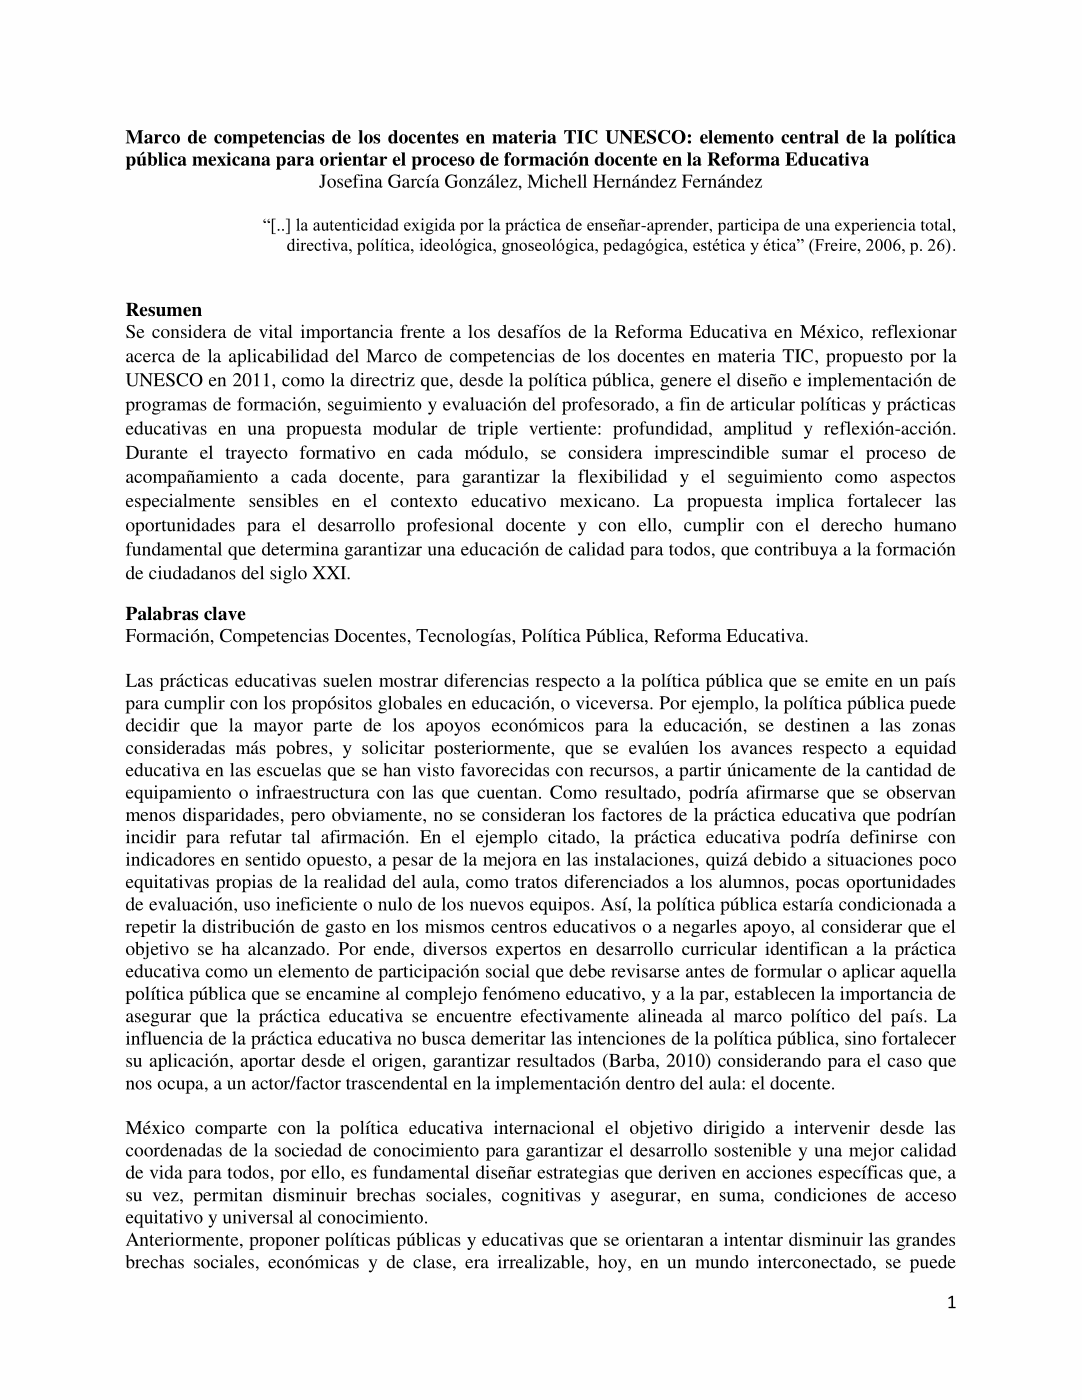 Marco de competencias de los docentes en materia TIC UNESCO: elemento central de la política
pública mexicana para orientar el proceso de formación docente en la Reforma Educativa
Josefina García González, Michell Hernández Fernández
“[..] la autenticidad exigida por la práctica de enseñar-aprender, participa de una experiencia total,
directiva, política, ideológica, gnoseológica, pedagógica, estética y ética” (Freire, 2006, p. 26).
Resumen
Se considera de vital importancia frente a los desafíos de la Reforma Educativa en México, reflexionar
acerca de la aplicabilidad del Marco de competencias de los docentes en materia TIC, propuesto por la
UNESCO en 2011, como la directriz que, desde la política pública, genere el diseño e implementación de
programas de formación, seguimiento y evaluación del profesorado, a fin de articular políticas y prácticas
educativas en una propuesta modular de triple vertiente: profundidad, amplitud y reflexión-acción.
Durante el trayecto formativo en cada módulo, se considera imprescindible sumar el proceso de
acompañamiento a cada docente, para garantizar la flexibilidad y el seguimiento como aspectos
especialmente sensibles en el contexto educativo mexicano. La propuesta implica fortalecer las
oportunidades para el desarrollo profesional docente y con ello, cumplir con el derecho humano
fundamental que determina garantizar una educación de calidad para todos, que contribuya a la formación
de ciudadanos del siglo XXI.
Palabras clave
Formación, Competencias Docentes, Tecnologías, Política Pública, Reforma Educativa.
Las prácticas educativas suelen mostrar diferencias respecto a la política pública que se emite en un país
para cumplir con los propósitos globales en educación, o viceversa. Por ejemplo, la política pública puede
decidir que la mayor parte de los apoyos económicos para la educación, se destinen a las zonas
consideradas más pobres, y solicitar posteriormente, que se evalúen los avances respecto a equidad
educativa en las escuelas que se han visto favorecidas con recursos, a partir únicamente de la cantidad de
equipamiento o infraestructura con las que cuentan. Como resultado, podría afirmarse que se observan
menos disparidades, pero obviamente, no se consideran los factores de la práctica educativa que podrían
incidir para refutar tal afirmación. En el ejemplo citado, la práctica educativa podría definirse con
indicadores en sentido opuesto, a pesar de la mejora en las instalaciones, quizá debido a situaciones poco
equitativas propias de la realidad del aula, como tratos diferenciados a los alumnos, pocas oportunidades
de evaluación, uso ineficiente o nulo de los nuevos equipos. Así, la política pública estaría condicionada a
repetir la distribución de gasto en los mismos centros educativos o a negarles apoyo, al considerar que el
objetivo se ha alcanzado. Por ende, diversos expertos en desarrollo curricular identifican a la práctica
educativa como un elemento de participación social que debe revisarse antes de formular o aplicar aquella
política pública que se encamine al complejo fenómeno educativo, y a la par, establecen la importancia de
asegurar que la práctica educativa se encuentre efectivamente alineada al marco político del país. La
influencia de la práctica educativa no busca demeritar las intenciones de la política pública, sino fortalecer
su aplicación, aportar desde el origen, garantizar resultados (Barba, 2010) considerando para el caso que
nos ocupa, a un actor/factor trascendental en la implementación dentro del aula: el docente.
México comparte con la política educativa internacional el objetivo dirigido a intervenir desde las
coordenadas de la sociedad de conocimiento para garantizar el desarrollo sostenible y una mejor calidad
de vida para todos, por ello, es fundamental diseñar estrategias que deriven en acciones específicas que, a
su vez, permitan disminuir brechas sociales, cognitivas y asegurar, en suma, condiciones de acceso
equitativo y universal al conocimiento.
Anteriormente, proponer políticas públicas y educativas que se orientaran a intentar disminuir las grandes
brechas sociales, económicas y de clase, era irrealizable, hoy, en un mundo interconectado, se puede
1